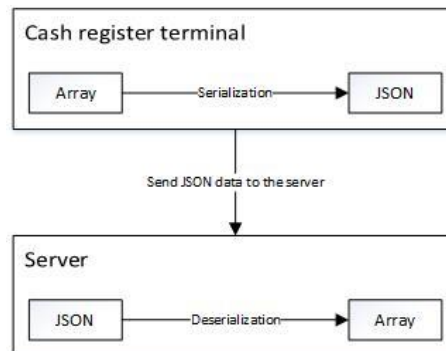 Cash register terminal
Array
Serialization
JSON
Send JSON data to the server
Server
JSON
Deserialization
Array